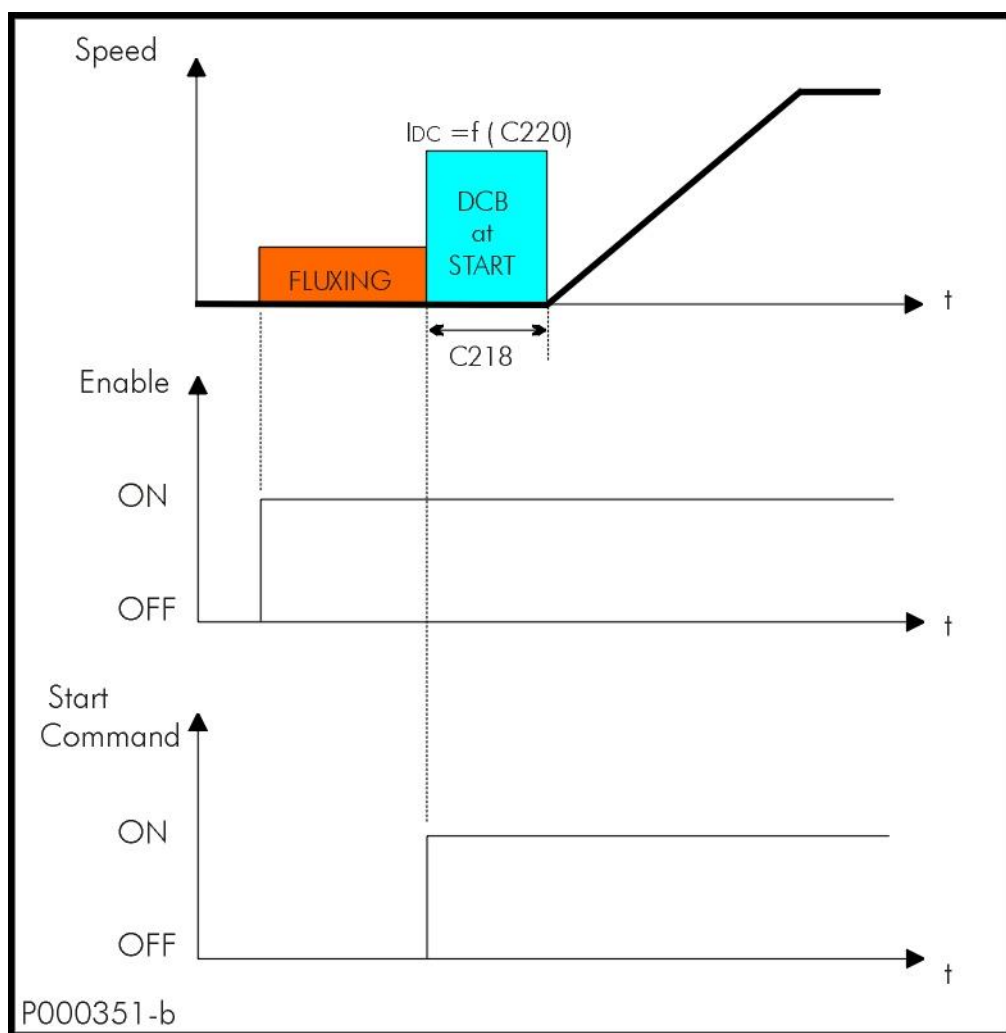 Speed
IDC =f ( C220)
DCB
at
START
FLUXING
t
C218
Enable
ON
OFF
t
Start
Command
ON
OFF
t
P000351-b